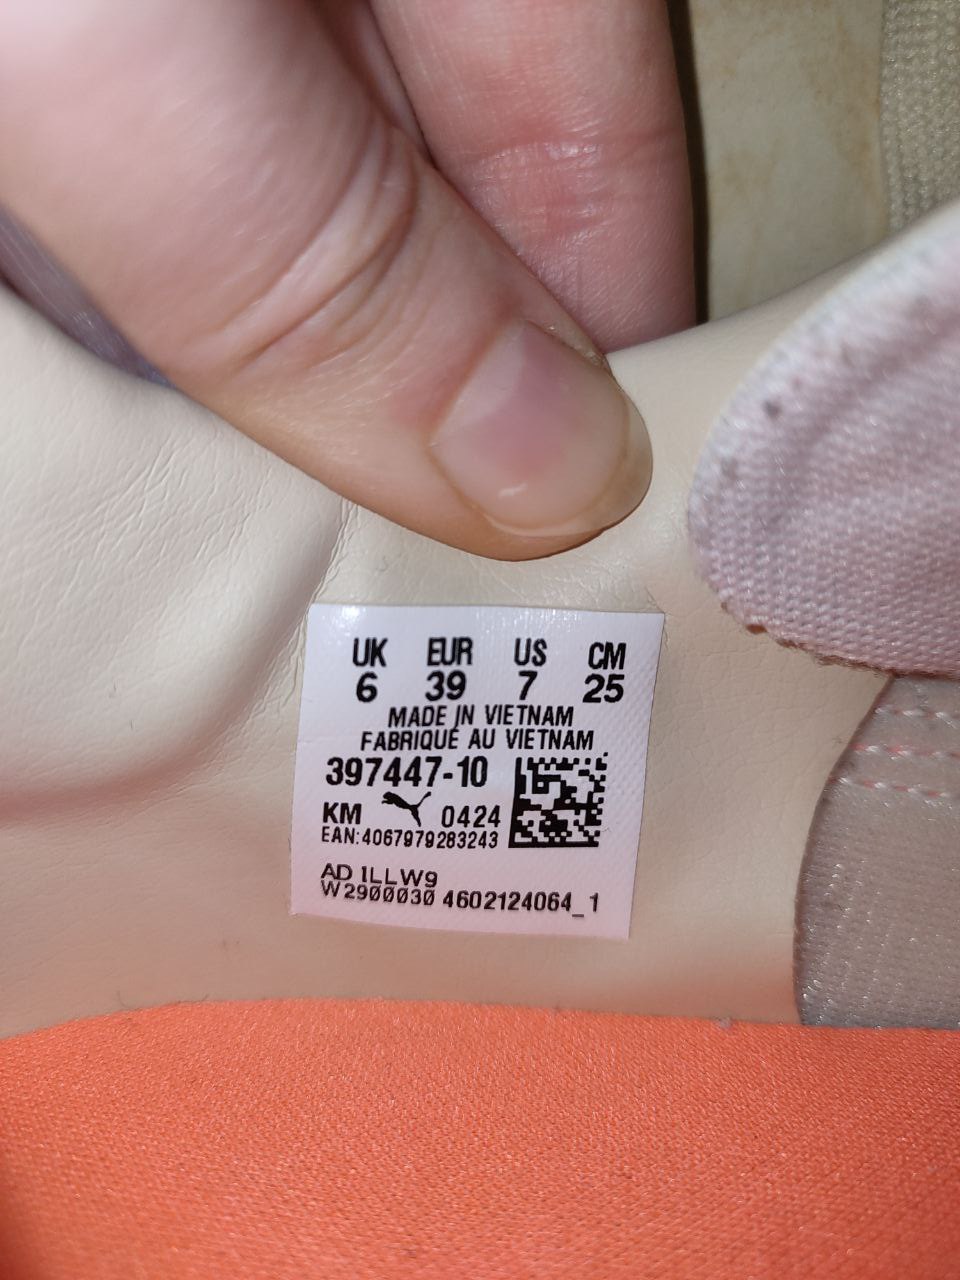 UK EUR US CM
6 39 7 25
MADE IN VIETNAM
FABRIQUÉ AU VIETNAM
397447-10
KM 0424
EAN:4067979283243
AD 1LLW9
W2900030 4602124064_1